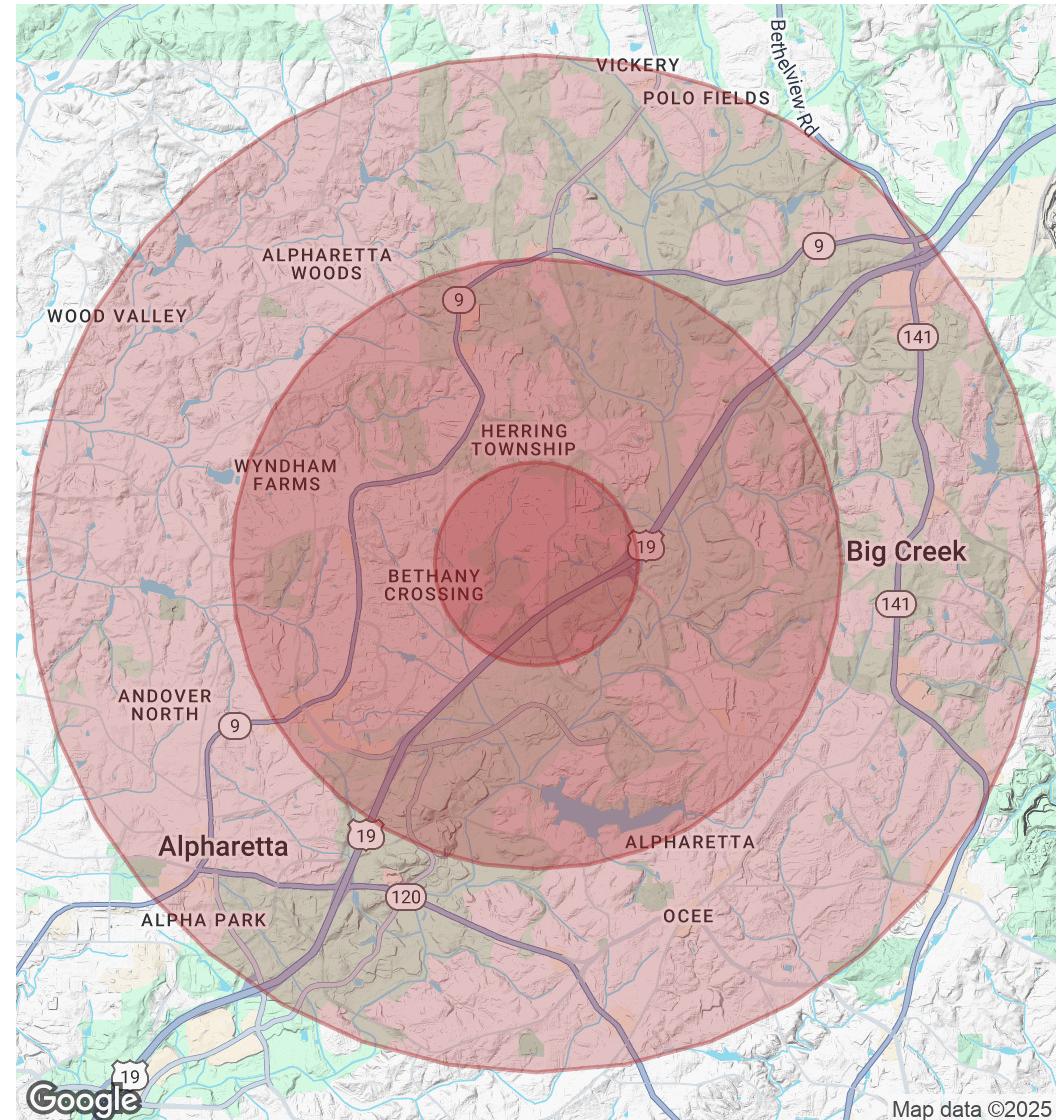 VICKERY
POLO FIELDS
Bethelview Rd
9
ALPHARETTA
WOODS
9
WOOD VALLEY
141
HERRING
TOWNSHIP
WYNDHAM
FARMS
19
Big Creek
BETHANY
CROSSING
141
ANDOVER
NORTH
9
19
Alpharetta
ALPHARETTA
120
ALPHA PARK
OCEE
19
Google
Map data ©2025